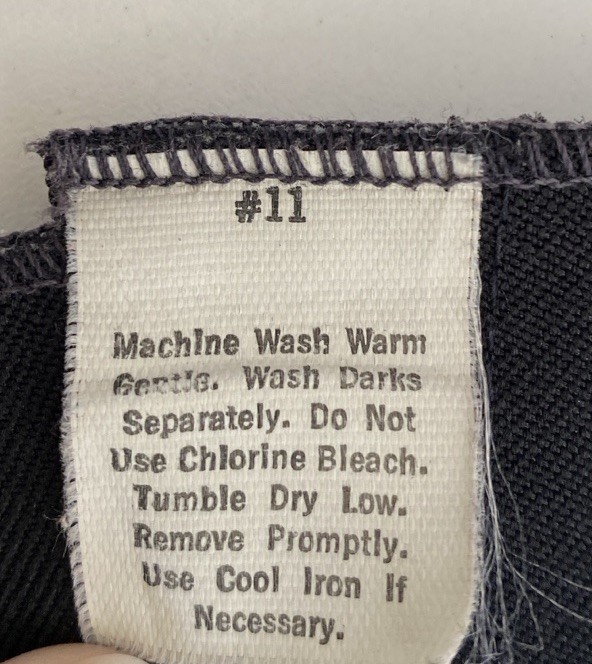 #11
Machine Wash Warm
Gentle. Wash Darks
Separately. Do Not
Use Chlorine Bleach.
Tumble Dry Low.
Remove Promptly.
Use Cool Iron If
Necessary.